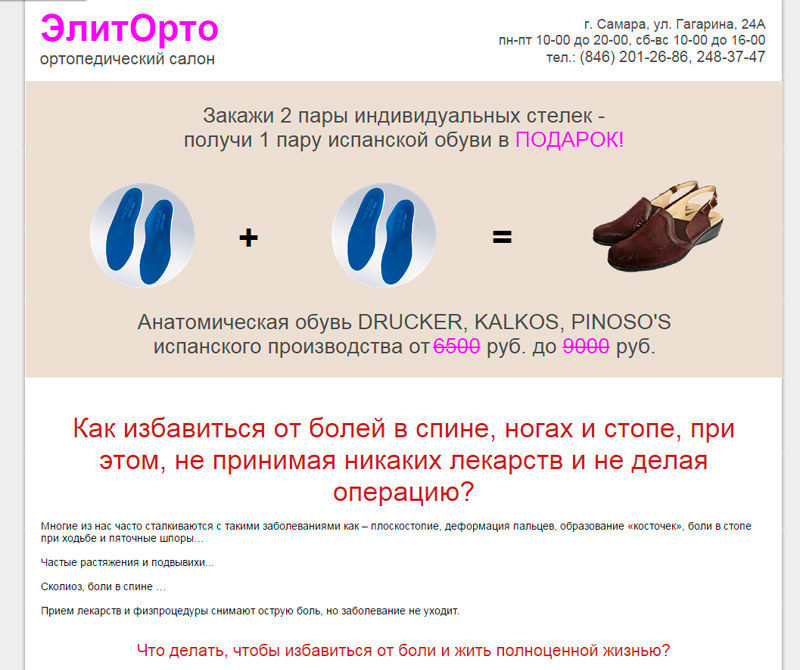 ЭлитОрто
ортопедический салон
г. Самара, ул. Гагарина, 24А
пн-пт 10-00 до 20-00, сб-вс 10-00 до 16-00
тел.: (846) 201-26-86, 248-37-47
Закажи 2 пары индивидуальных стелек -
получи 1 пару испанской обуви в ПОДАРОК!
+
=
Анатомическая обувь DRUCKER, KALKOS, PINOSO'S
испанского производства от 6500 руб. до 9000 руб.
Как избавиться от болей в спине, ногах и стопе, при
этом, не принимая никаких лекарств и не делая
операцию?
Многие из нас часто сталкиваются с такими заболеваниями как – плоскостопие, деформация пальцев, образование «косточек», боли в стопе
при ходьбе и пяточные шпоры…
Частые растяжения и подвывихи...
Сколиоз, боли в спине …
Прием лекарств и физпроцедуры снимают острую боль, но заболевание не уходит.
Что делать, чтобы избавиться от боли и жить полноценной жизнью?